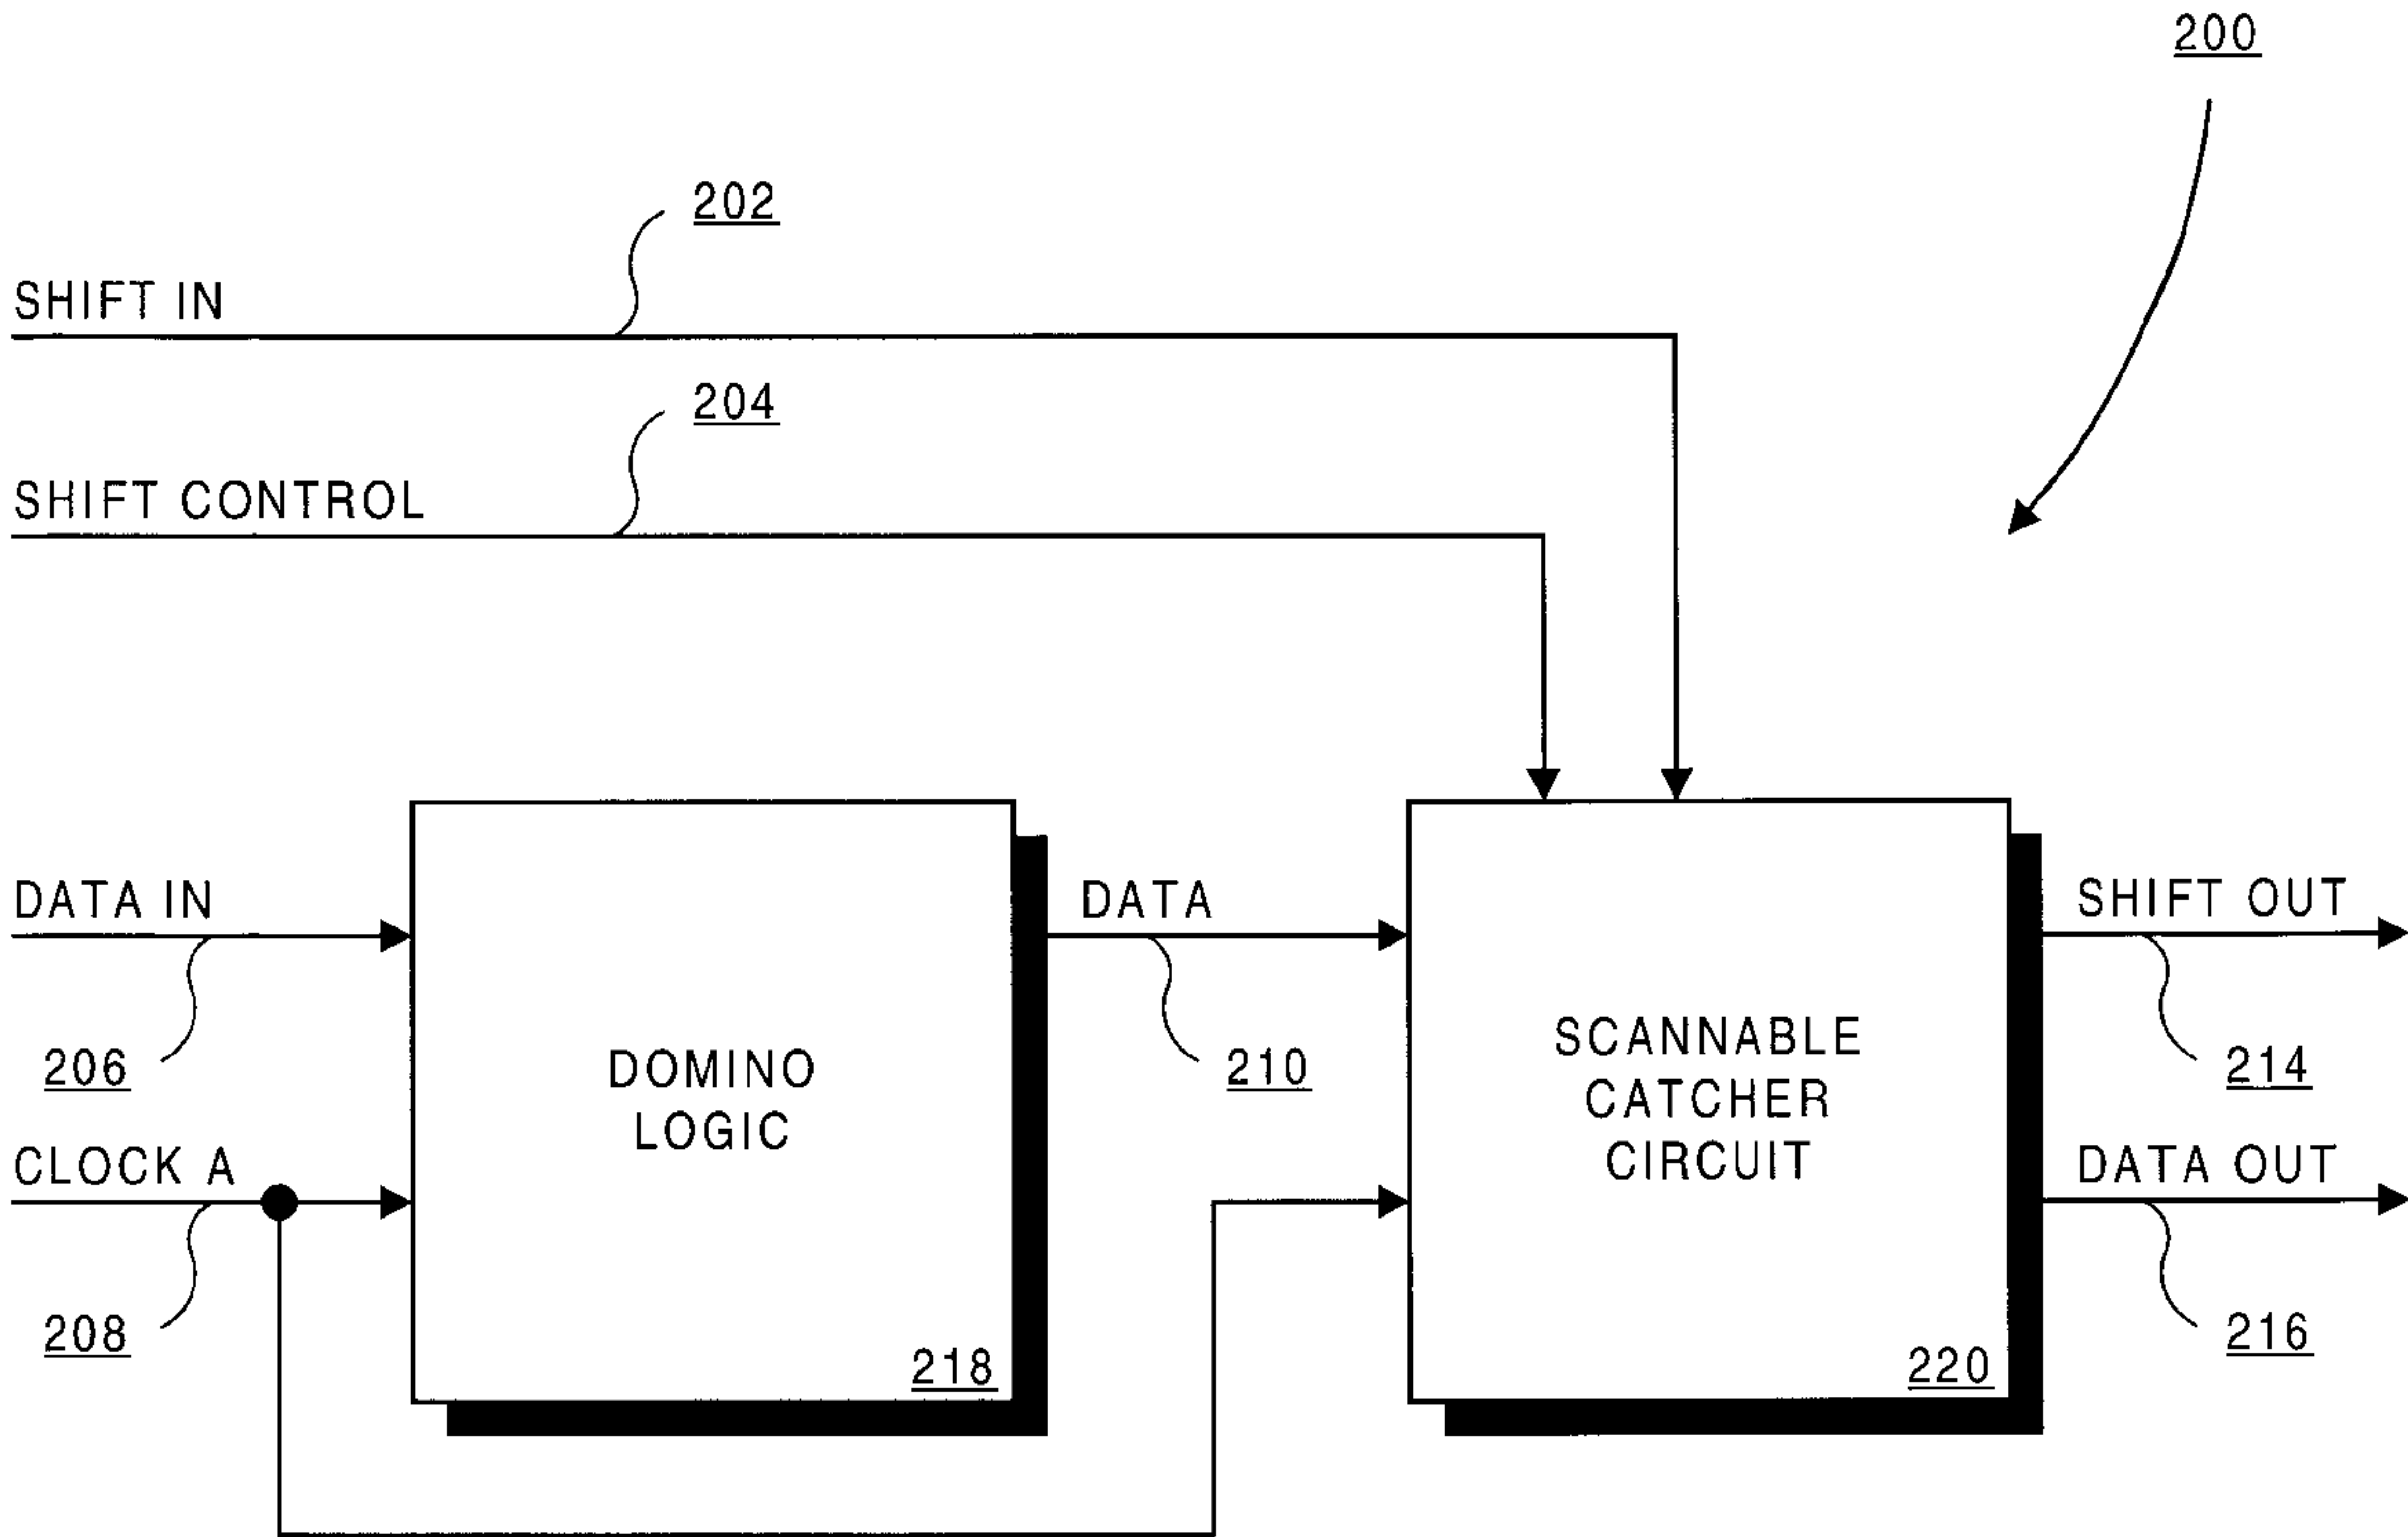 200
202
SHIFT IN
204
SHIFT CONTROL
DATA IN
206
CLOCK A
208
DOMINO
LOGIC
218
DATA
210
SCANNABLE
CATCHER
CIRCUIT
220
SHIFT OUT
214
DATA OUT
216